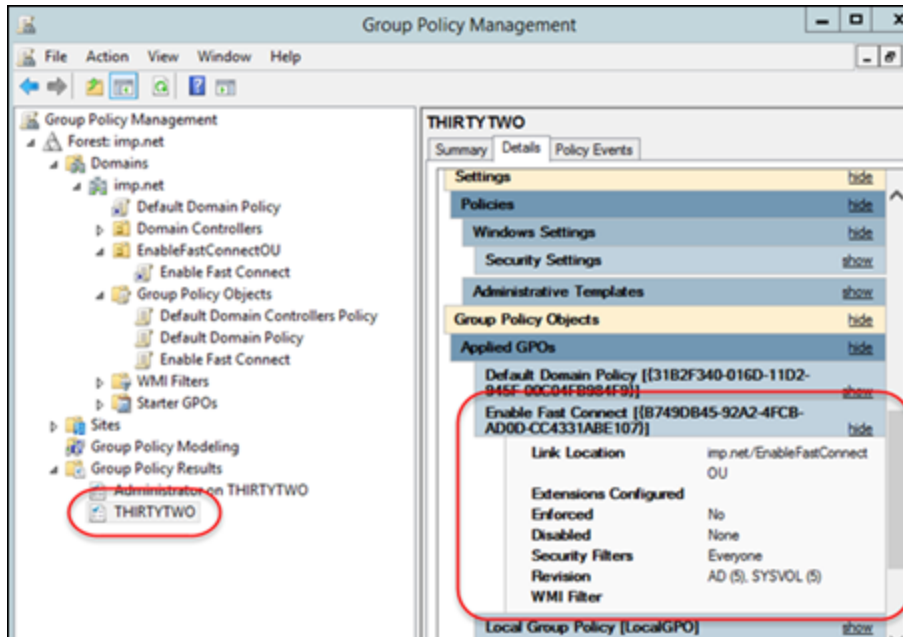 Group Policy Management
File Action View Window Help
Group Policy Management
Forest: imp.net
Domains
imp.net
Default Domain Policy
Domain Controllers
EnableFastConnectOU
Enable Fast Connect
Group Policy Objects
Default Domain Controllers Policy
Default Domain Policy
Enable Fast Connect
WMI Filters
Starter GPOs
Sites
Group Policy Modeling
Group Policy Results
Administrator on THIRTYTWO
THIRTYTWO
THIRTYTWO
Summary Details Policy Events
Settings hide
Policies hide
Windows Settings hide
Security Settings show
Administrative Templates show
Group Policy Objects hide
Applied GPOs hide
Default Domain Policy [{31B2F340-016D-11D2-
945F-00C04FB984F9}] show
Enable Fast Connect [{B749DB45-92A2-4FCB-
AD0D-CC4331ABE107}] hide
Link Location imp.net/EnableFastConnect
OU
Extensions Configured
Enforced No
Disabled None
Security Filters Everyone
Revision AD (5), SYSVOL (5)
WMI Filter
Local Group Policy [LocalGPO] show